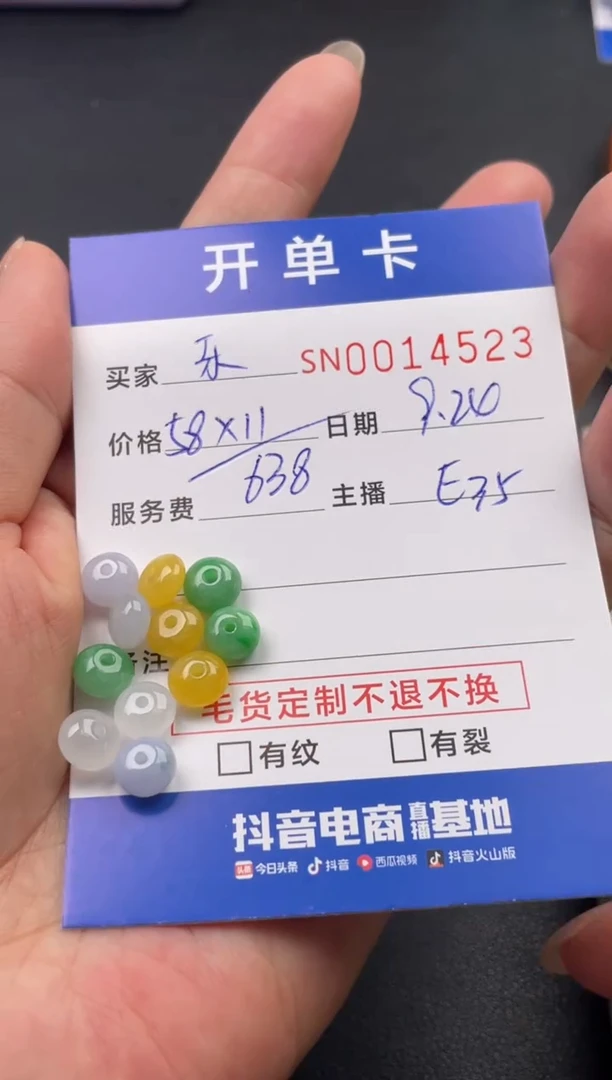 开单卡
买家 乐 SN0014523
价格 58×11 日期 9.20
服务费 638 主播 E35
备注
毛货定制不退不换
有纹 有裂
抖音电商直播基地
头条 今日头条 抖音 西瓜视频 抖音火山版